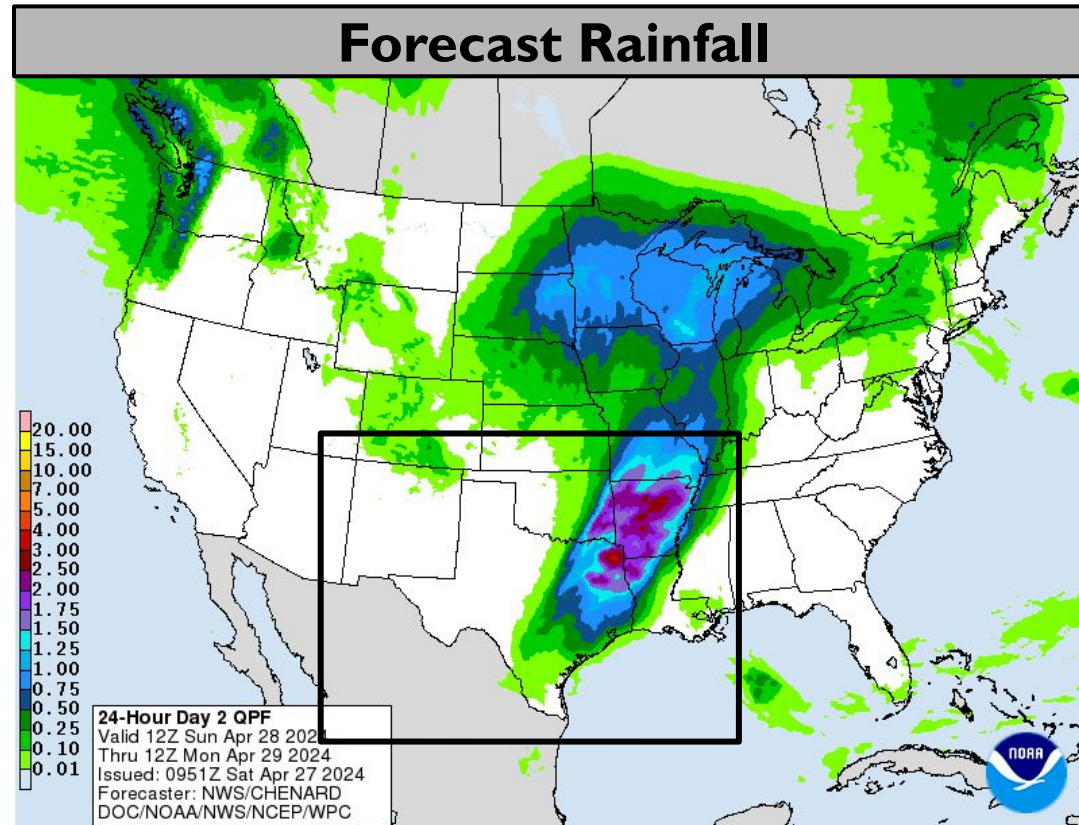 Forecast Rainfall
20.00
15.00
10.00
7.00
5.00
4.00
3.00
2.50
2.00
1.75
1.50
1.25
1.00
0.75
0.50
0.25
0.10
0.01
24-Hour Day 2 QPF
Valid 12Z Sun Apr 28 2024
Thru 12Z Mon Apr 29 2024
Issued: 0951Z Sat Apr 27 2024
Forecaster: NWS/CHENARD
DOC/NOAA/NWS/NCEP/WPC
NOAA